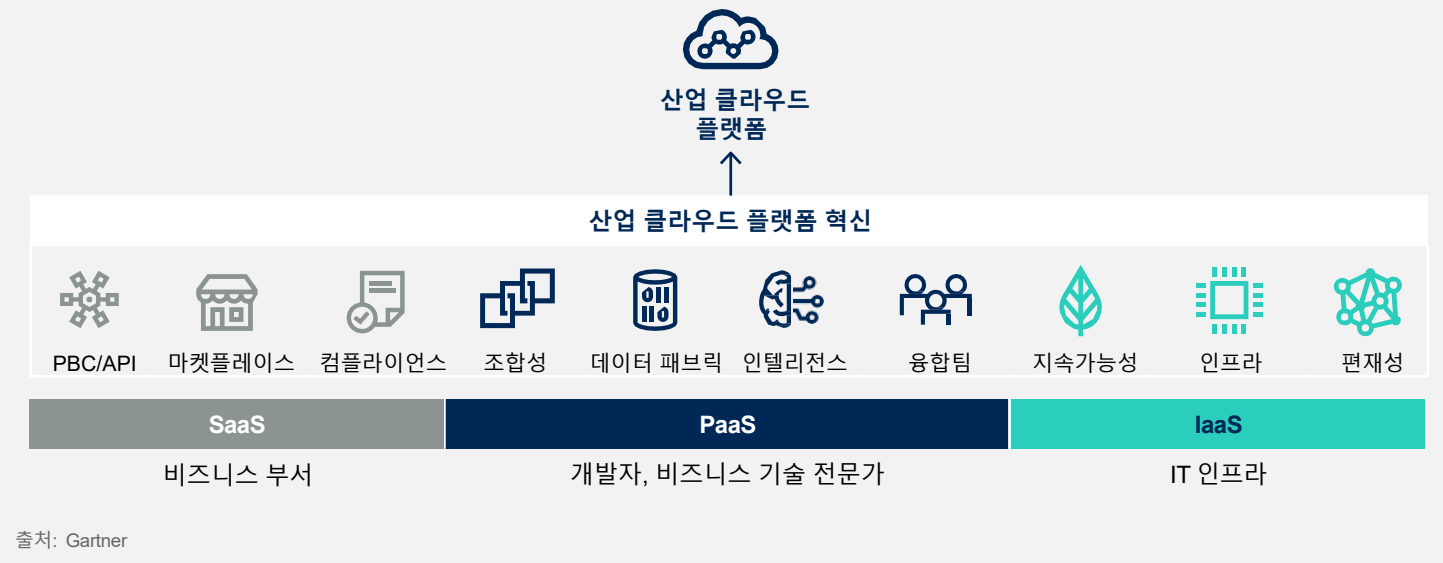 산업 클라우드
플랫폼
산업 클라우드 플랫폼 혁신
PBC/API 마켓플레이스 컴플라이언스 조합성 데이터 패브릭 인텔리전스 융합팀 지속가능성 인프라 편재성
SaaS PaaS IaaS
비즈니스 부서 개발자, 비즈니스 기술 전문가 IT 인프라
출처: Gartner